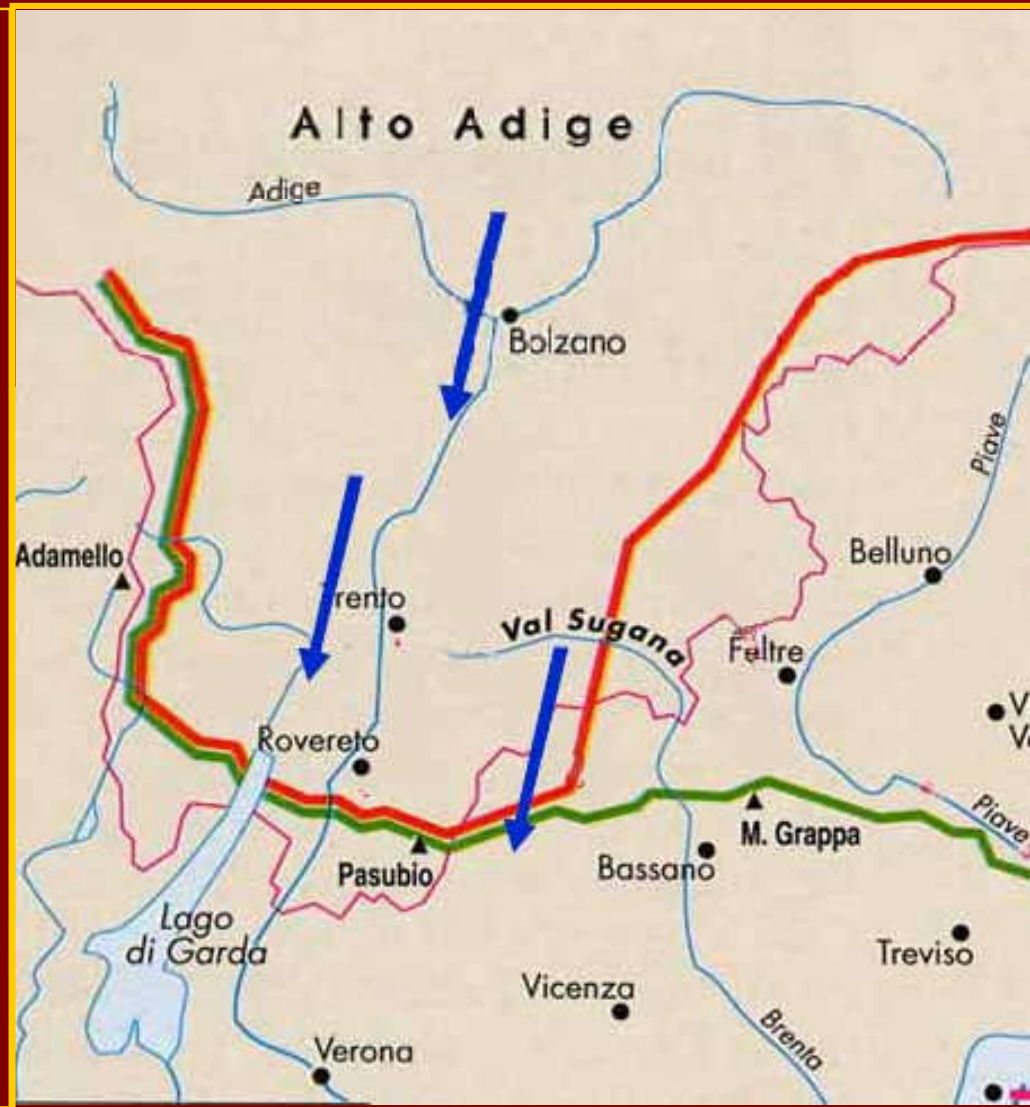 Alto Adige
Adige
Bolzano
Piave
Adamello
Belluno
rento
Val Sugana
Feltre
V
Rovereto
Piave
M. Grappa
Pasubio
Bassano
Lago
di Garda
Treviso
Vicenza
Brenta
Verona